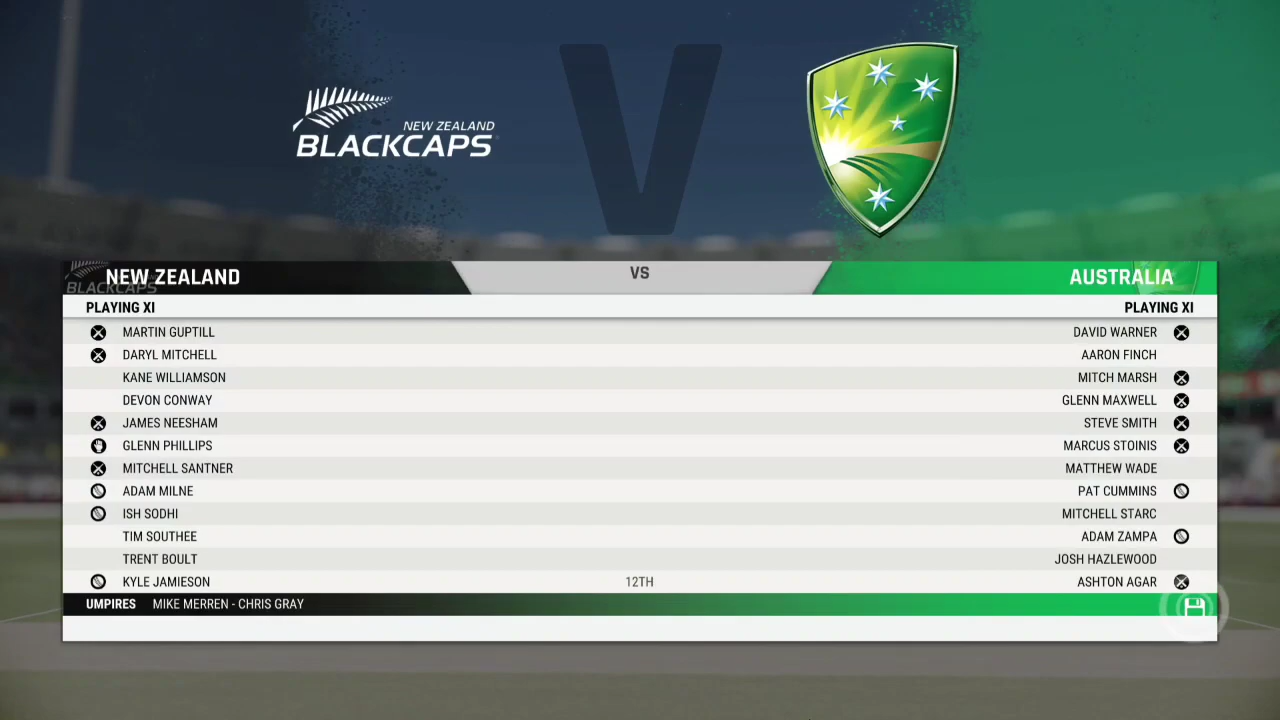 V
NEW ZEALAND
BLACKCAPS
BLACKCAPS
NEW ZEALAND VS AUSTRALIA
PLAYING XI PLAYING XI
MARTIN GUPTILL DAVID WARNER
DARYL MITCHELL AARON FINCH
KANE WILLIAMSON MITCH MARSH
DEVON CONWAY GLENN MAXWELL
JAMES NEESHAM STEVE SMITH
GLENN PHILLIPS MARCUS STOINIS
MITCHELL SANTNER MATTHEW WADE
ADAM MILNE PAT CUMMINS
ISH SODHI MITCHELL STARC
TIM SOUTHEE ADAM ZAMPA
TRENT BOULT JOSH HAZLEWOOD
KYLE JAMIESON 12TH ASHTON AGAR
UMPIRES MIKE MERREN - CHRIS GRAY